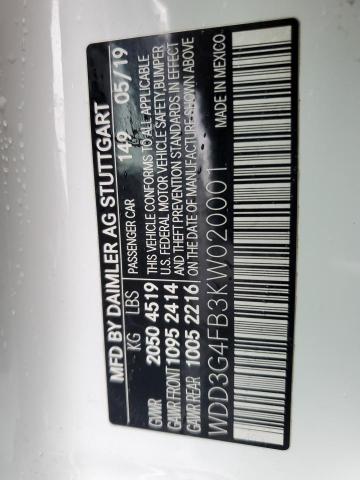 MFD BY DAIMLER AG STUTTGART
KG LBS PASSENGER CAR 149 05/19
GVWR 2050 4519 THIS VEHICLE CONFORMS TO ALL APPLICABLE
GAWR FRONT 1095 2414 U.S. FEDERAL MOTOR VEHICLE SAFETY, BUMPER
GAWR REAR 1005 2216 AND THEFT PREVENTION STANDARDS IN EFFECT
ON THE DATE OF MANUFACTURE SHOWN ABOVE
WDD3G4FB3KW020001 MADE IN MEXICO